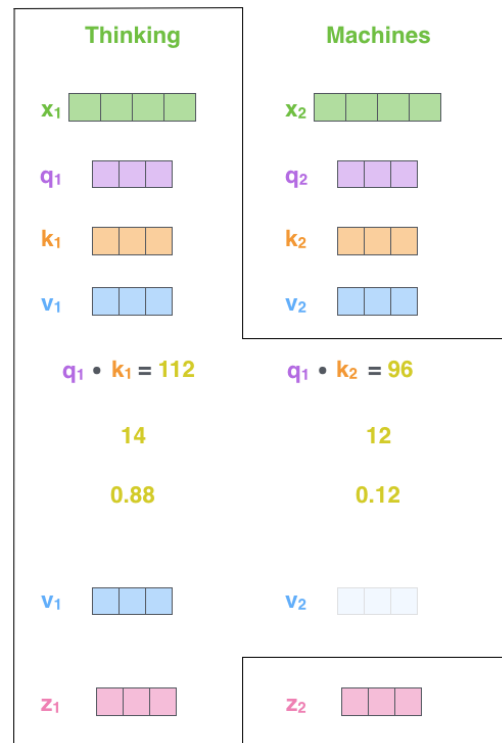 Thinking Machines
x₁ x₂
q₁ q₂
k₁ k₂
v₁ v₂
q₁ • k₁ = 112 q₁ • k₂ = 96
14 12
0.88 0.12
v₁ v₂
z₁ z₂